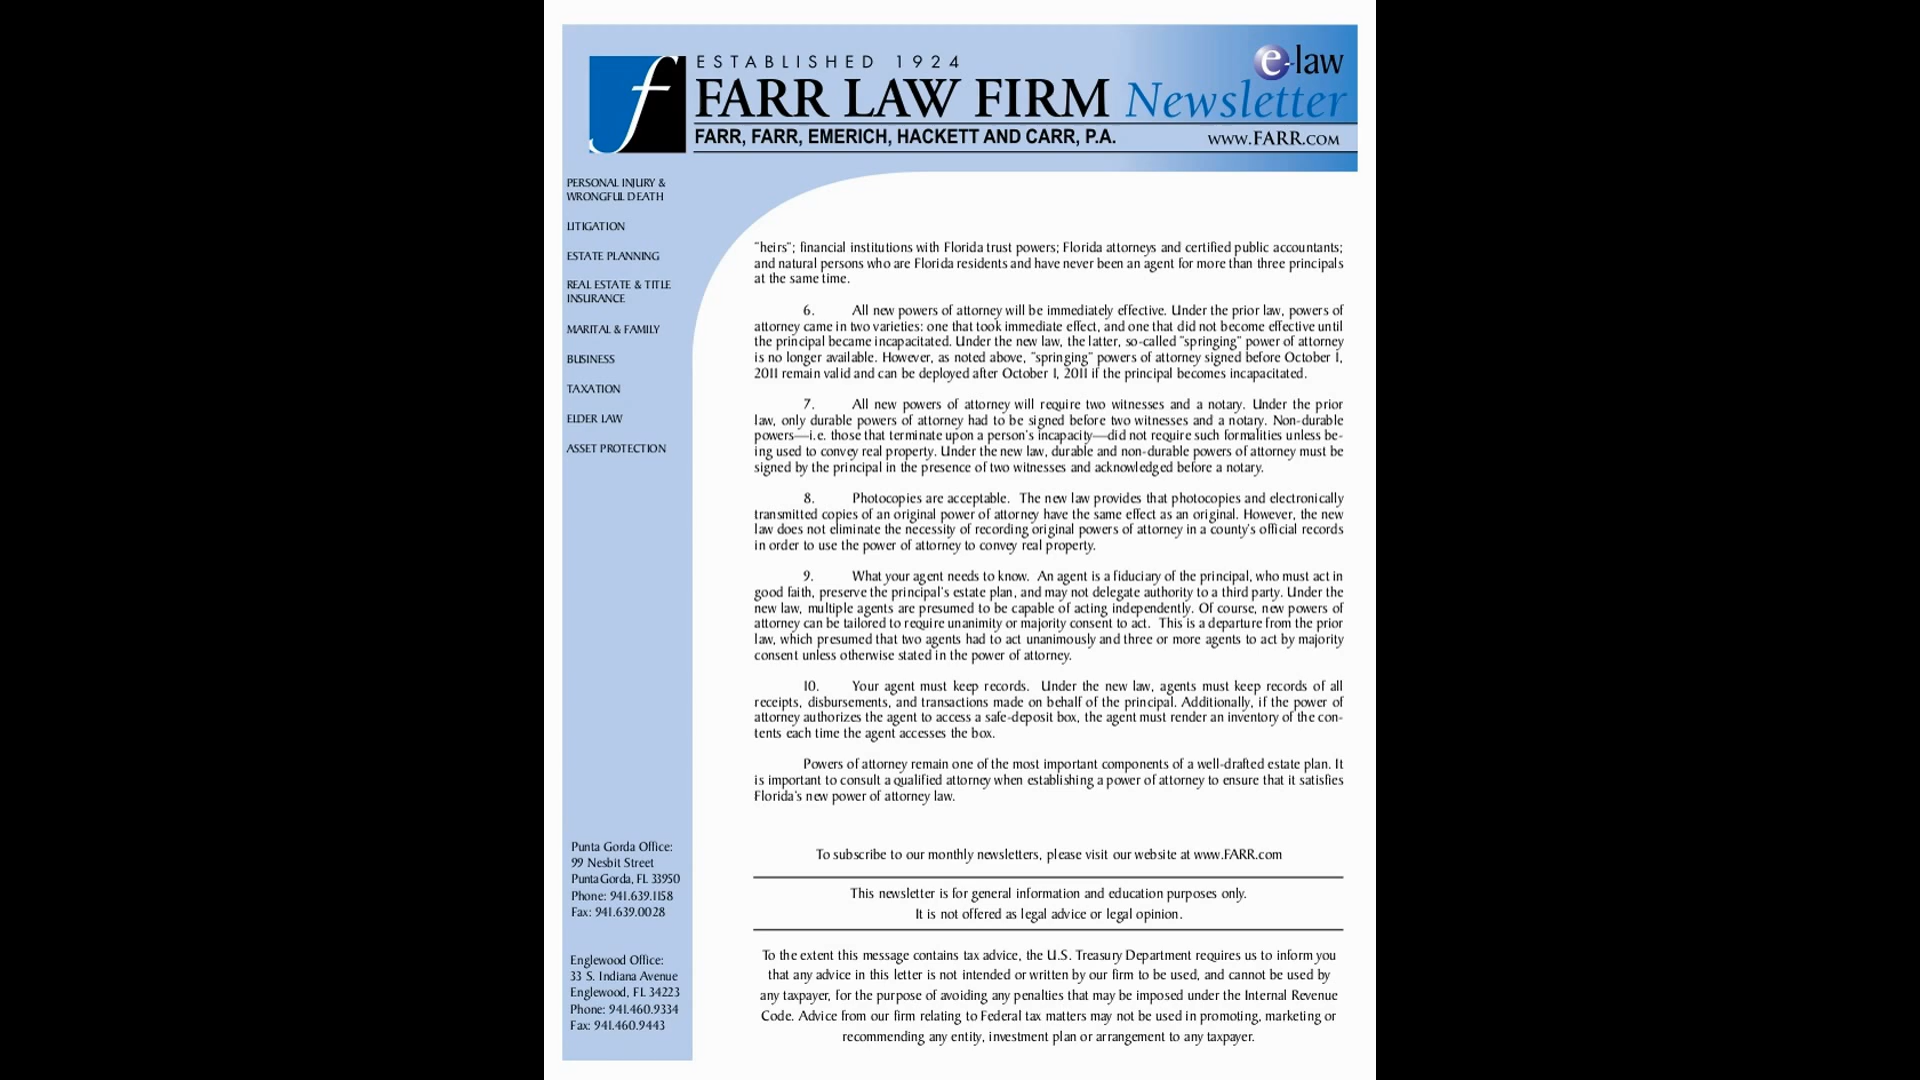 ESTABLISHED 1924
FARR LAW FIRM
FARR, FARR, EMERICH, HACKETT AND CARR, P.A.
e-law
Newsletter
www.FARR.com
PERSONAL INJURY &
WRONGFUL DEATH
LITIGATION
ESTATE PLANNING
REAL ESTATE & TITLE
INSURANCE
MARITAL & FAMILY
BUSINESS
TAXATION
ELDER LAW
ASSET PROTECTION
Punta Gorda Office:
99 Nesbit Street
Punta Gorda, FL 33950
Phone: 941.639.1158
Fax: 941.639.0028
Englewood Office:
33 S. Indiana Avenue
Englewood, FL 34223
Phone: 941.460.9334
Fax: 941.460.9443
"heirs"; financial institutions with Florida trust powers; Florida attorneys and certified public accountants;
and natural persons who are Florida residents and have never been an agent for more than three principals
at the same time.
6. All new powers of attorney will be immediately effective. Under the prior law, powers of
attorney came in two varieties: one that took immediate effect, and one that did not become effective until
the principal became incapacitated. Under the new law, the latter, so-called "springing" power of attorney
is no longer available. However, as noted above, "springing" powers of attorney signed before October 1,
2011 remain valid and can be deployed after October 1, 2011 if the principal becomes incapacitated.
7. All new powers of attorney will require two witnesses and a notary. Under the prior
law, only durable powers of attorney had to be signed before two witnesses and a notary. Non-durable
powers—i.e. those that terminate upon a person's incapacity—did not require such formalities unless be-
ing used to convey real property. Under the new law, durable and non-durable powers of attorney must be
signed by the principal in the presence of two witnesses and acknowledged before a notary.
8. Photocopies are acceptable. The new law provides that photocopies and electronically
transmitted copies of an original power of attorney have the same effect as an original. However, the new
law does not eliminate the necessity of recording original powers of attorney in a county's official records
in order to use the power of attorney to convey real property.
9. What your agent needs to know. An agent is a fiduciary of the principal, who must act in
good faith, preserve the principal's estate plan, and may not delegate authority to a third party. Under the
new law, multiple agents are presumed to be capable of acting independently. Of course, new powers of
attorney can be tailored to require unanimity or majority consent to act. This is a departure from the prior
law, which presumed that two agents had to act unanimously and three or more agents to act by majority
consent unless otherwise stated in the power of attorney.
10. Your agent must keep records. Under the new law, agents must keep records of all
receipts, disbursements, and transactions made on behalf of the principal. Additionally, if the power of
attorney authorizes the agent to access a safe-deposit box, the agent must render an inventory of the con-
tents each time the agent accesses the box.
Powers of attorney remain one of the most important components of a well-drafted estate plan. It
is important to consult a qualified attorney when establishing a power of attorney to ensure that it satisfies
Florida's new power of attorney law.
To subscribe to our monthly newsletters, please visit our website at www.FARR.com
This newsletter is for general information and education purposes only.
It is not offered as legal advice or legal opinion.
To the extent this message contains tax advice, the U.S. Treasury Department requires us to inform you
that any advice in this letter is not intended or written by our firm to be used, and cannot be used by
any taxpayer, for the purpose of avoiding any penalties that may be imposed under the Internal Revenue
Code. Advice from our firm relating to Federal tax matters may not be used in promoting, marketing or
recommending any entity, investment plan or arrangement to any taxpayer.